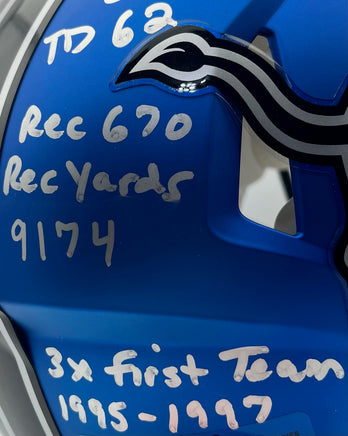 TD 62
Rec 670
Rec Yards
9174
3x first Team
1995-1997